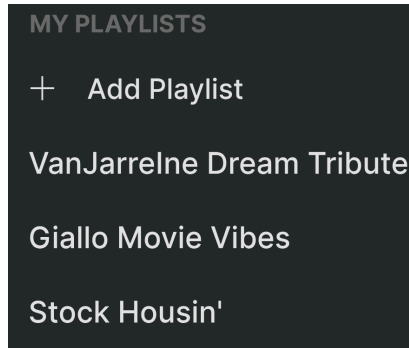 MY PLAYLISTS
+ Add Playlist
VanJarrelne Dream Tribute
Giallo Movie Vibes
Stock Housin'